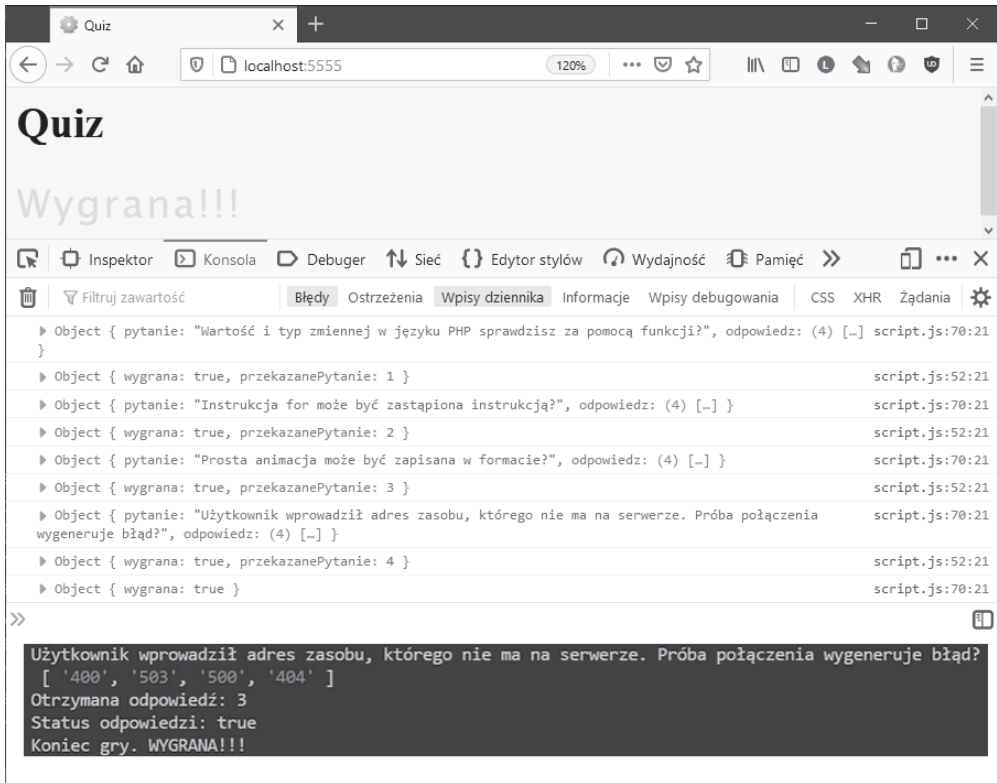 Quiz
localhost:5555
120%
Quiz
Wygrana!!!
Inspektor Konsola Debuger Sieć Edytor stylów Wydajność Pamięć
Filtruj zawartość Błędy Ostrzeżenia Wpisy dziennika Informacje Wpisy debugowania CSS XHR Żądania
Object { pytanie: "Wartość i typ zmiennej w języku PHP sprawdzisz za pomocą funkcji?", odpowiedz: (4) […] script.js:70:21
}
Object { wygrana: true, przekazanePytanie: 1 } script.js:52:21
Object { pytanie: "Instrukcja for może być zastąpiona instrukcją?", odpowiedz: (4) […] } script.js:70:21
Object { wygrana: true, przekazanePytanie: 2 } script.js:52:21
Object { pytanie: "Prosta animacja może być zapisana w formacie?", odpowiedz: (4) […] } script.js:70:21
Object { wygrana: true, przekazanePytanie: 3 } script.js:52:21
Object { pytanie: "Użytkownik wprowadził adres zasobu, którego nie ma na serwerze. Próba połączenia script.js:70:21
wygeneruje błąd?", odpowiedz: (4) […] }
Object { wygrana: true, przekazanePytanie: 4 } script.js:52:21
Object { wygrana: true } script.js:70:21
Użytkownik wprowadził adres zasobu, którego nie ma na serwerze. Próba połączenia wygeneruje błąd?
[ '400', '503', '500', '404' ]
Otrzymana odpowiedź: 3
Status odpowiedzi: true
Koniec gry. WYGRANA!!!